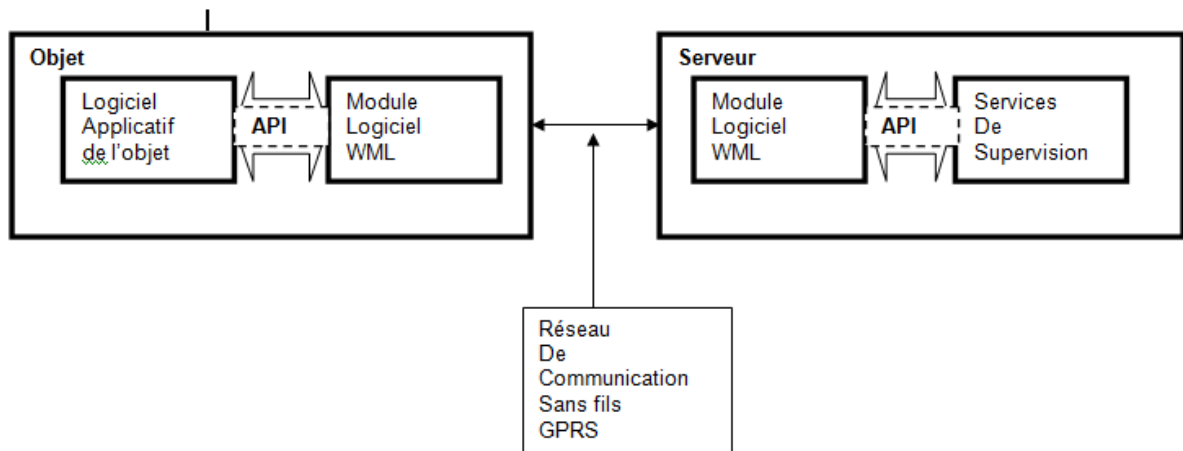 Objet
Logiciel
Applicatif
de l'objet
API
Module
Logiciel
WML
Serveur
Module
Logiciel
WML
API
Services
De
Supervision
Réseau
De
Communication
Sans fils
GPRS